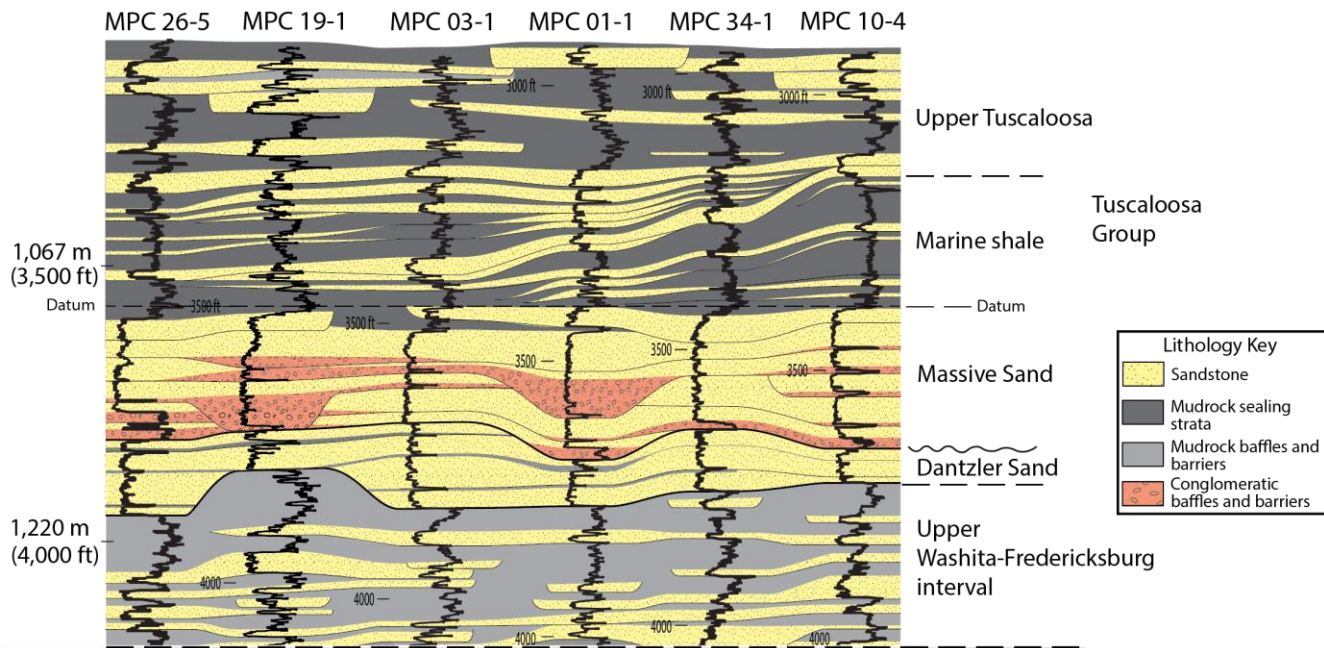 MPC 26-5 MPC 19-1 MPC 03-1 MPC 01-1 MPC 34-1 MPC 10-4
3000 ft
3000 ft
3000 ft
Upper Tuscaloosa
Tuscaloosa
Group
Marine shale
1,067 m
(3,500 ft)
Datum
3500 ft
Datum
3500 ft
3500
3500
3500
Massive Sand
Dantzler Sand
1,220 m
(4,000 ft)
4000
4000
4000
4000
4000
Upper
Washita-Fredericksburg
interval
Lithology Key
Sandstone
Mudrock sealing
strata
Mudrock baffles and
barriers
Conglomeratic
baffles and barriers